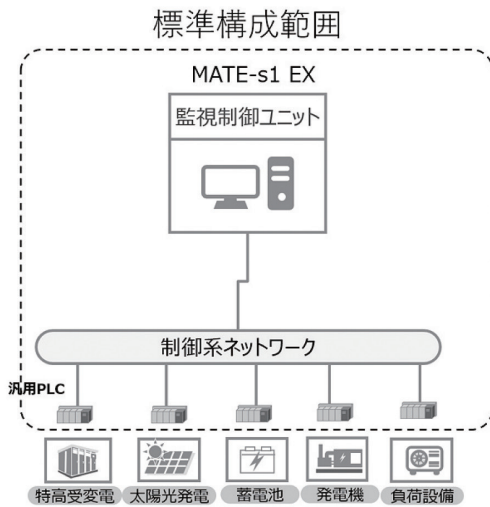 標準構成範囲
MATE-s1 EX
監視制御ユニット
制御系ネットワーク
汎用PLC
特高受変電
太陽光発電
蓄電池
発電機
負荷設備